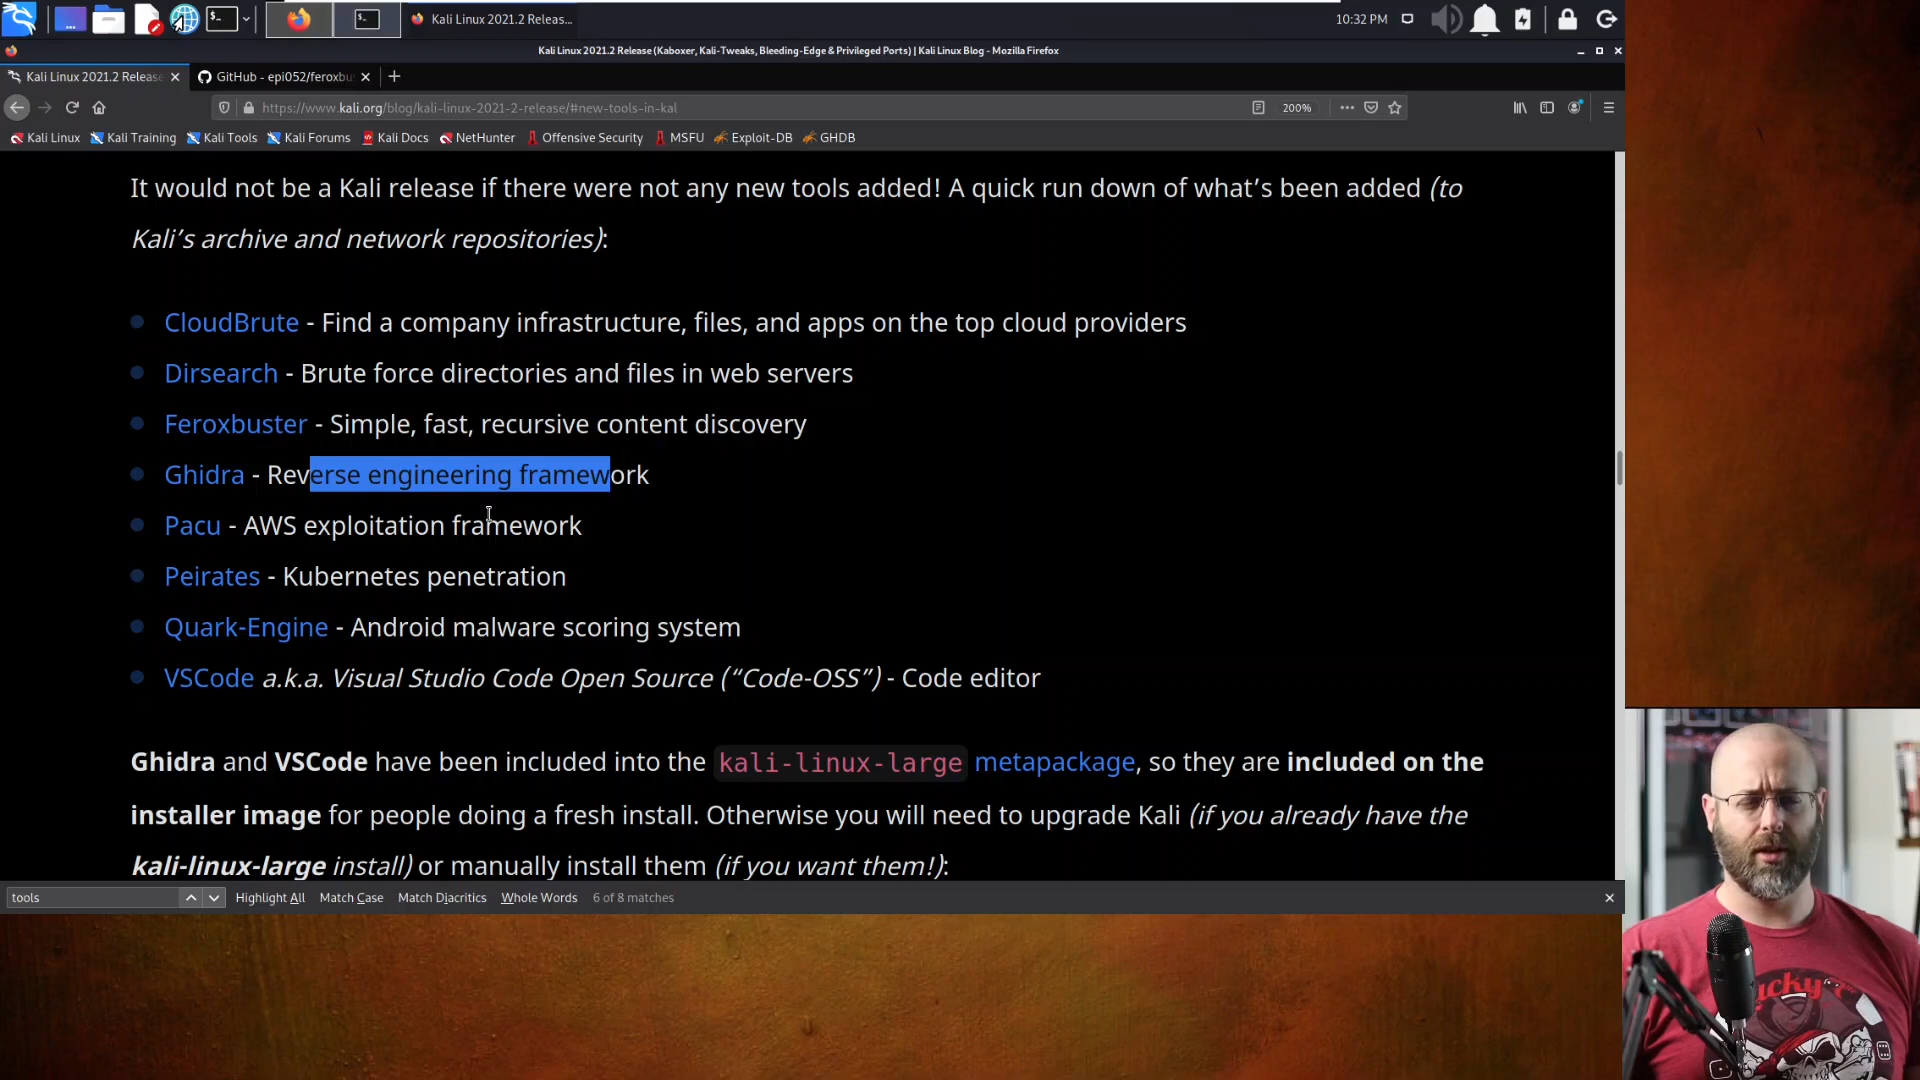 Kali Linux 2021.2 Releas...
10:32 PM
Kali Linux 2021.2 Release (Kaboxer, Kali-Tweaks, Bleeding-Edge & Privileged Ports) | Kali Linux Blog - Mozilla Firefox
Kali Linux 2021.2 Release
GitHub - epi052/feroxbu
https://www.kali.org/blog/kali-linux-2021-2-release/#new-tools-in-kal
200%
Kali Linux Kali Training Kali Tools Kali Forums Kali Docs NetHunter Offensive Security MSFU Exploit-DB GHDB
It would not be a Kali release if there were not any new tools added! A quick run down of what’s been added (to
Kali’s archive and network repositories):
CloudBrute - Find a company infrastructure, files, and apps on the top cloud providers
Dirsearch - Brute force directories and files in web servers
Feroxbuster - Simple, fast, recursive content discovery
Ghidra - Reverse engineering framework
Pacu - AWS exploitation framework
Peirates - Kubernetes penetration
Quark-Engine - Android malware scoring system
VSCode a.k.a. Visual Studio Code Open Source (“Code-OSS”) - Code editor
Ghidra and VSCode have been included into the kali-linux-large metapackage, so they are included on the
installer image for people doing a fresh install. Otherwise you will need to upgrade Kali (if you already have the
kali-linux-large install) or manually install them (if you want them!):
tools
Highlight All Match Case Match Diacritics Whole Words 6 of 8 matches